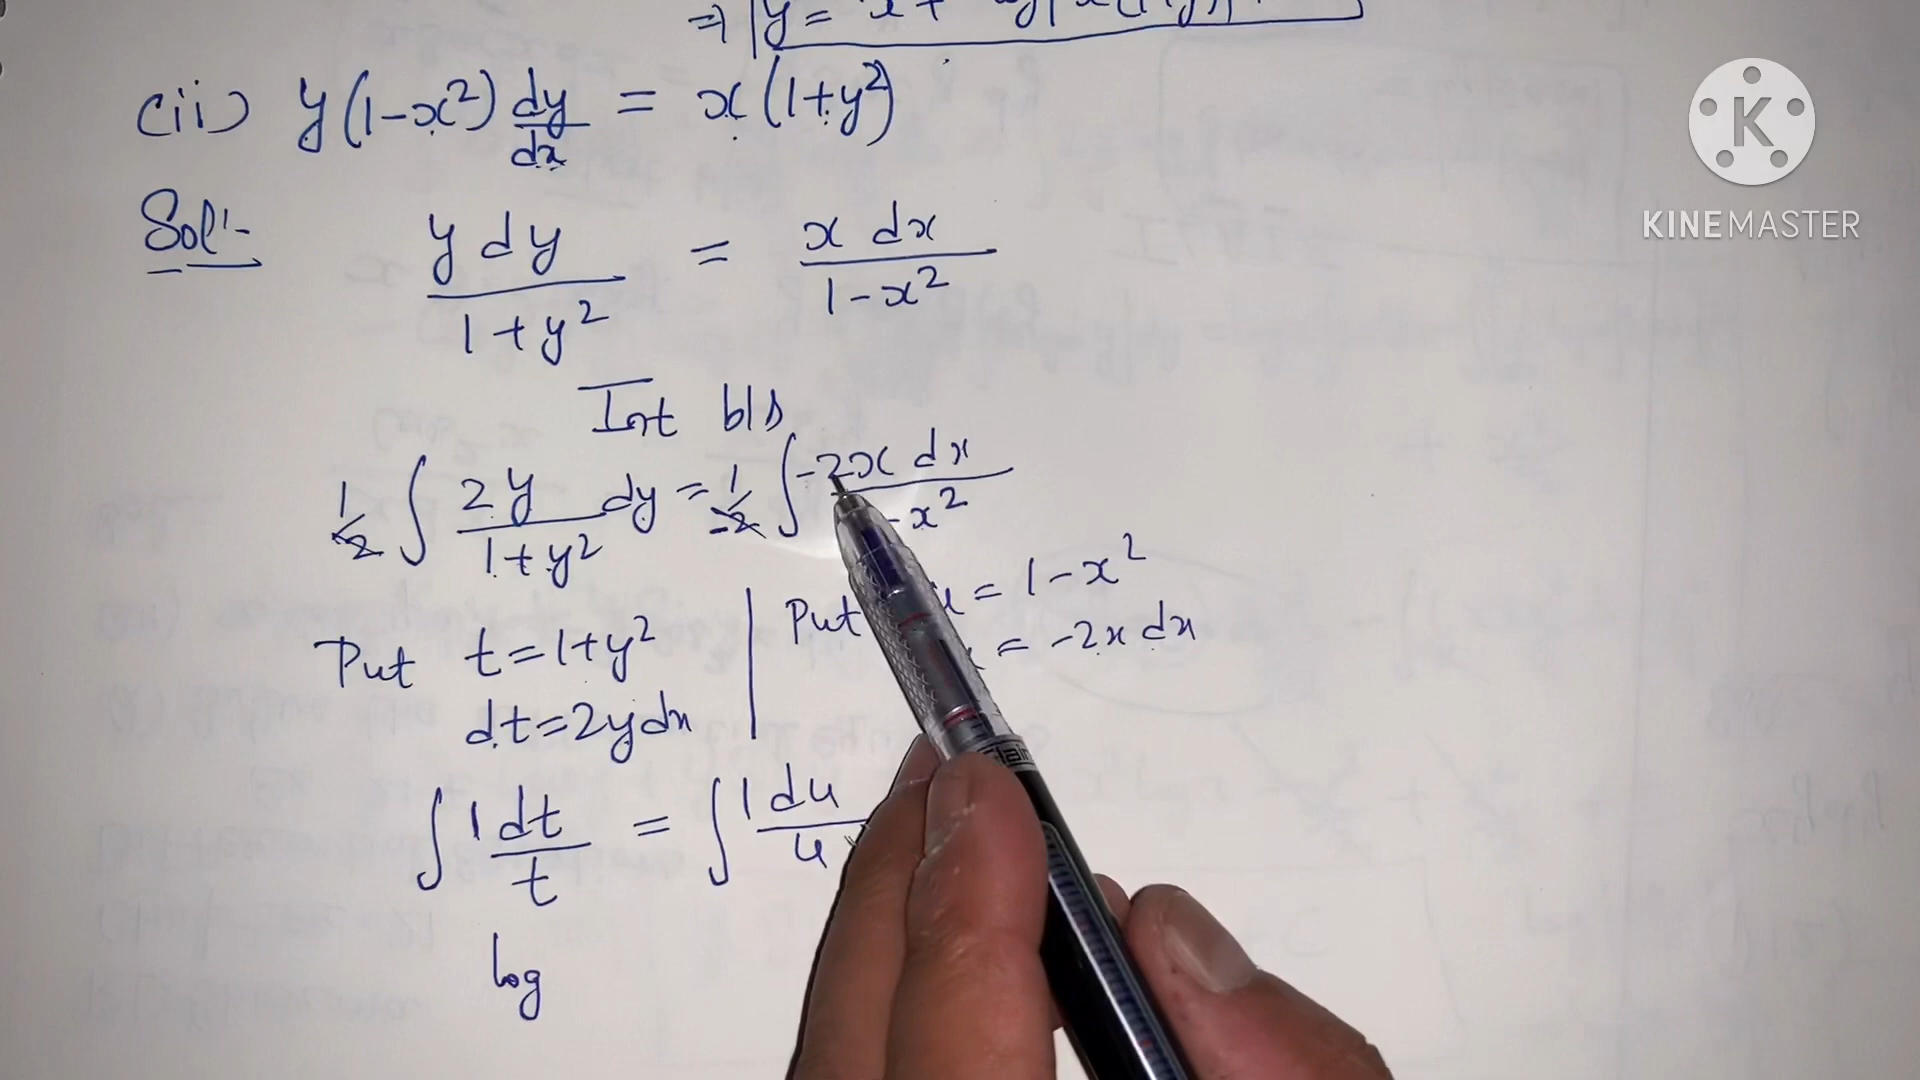 ⇒ y = x +
(ii) y(1-x²) dy/dx = x(1+y²)
K
KINEMASTER
Sol:-
y dy / 1+y² = x dx / 1-x²
Int b/s
1/2 ∫ 2y / 1+y² dy = 1/-2 ∫ -2x dx / -x²
Put t = 1+y² | Put u = 1-x²
dt = 2y dx | = -2x dx
∫ 1 dt / t = ∫ 1 du / u
log